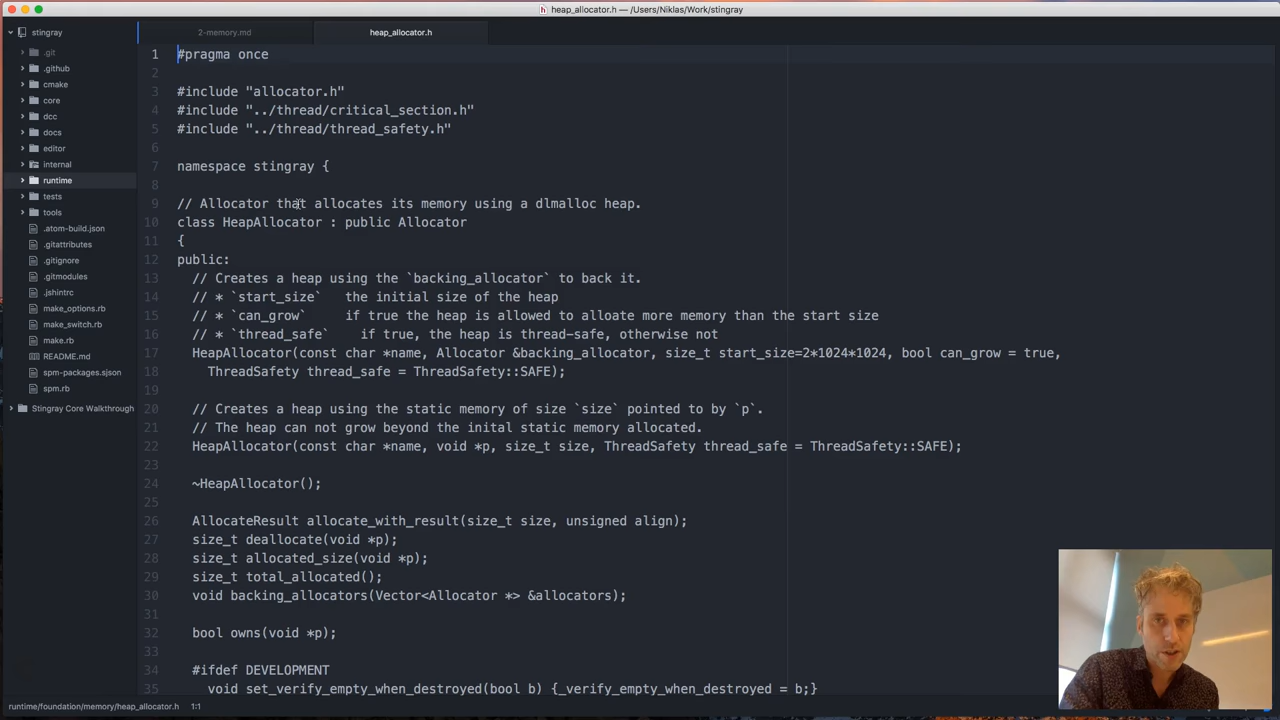 heap_allocator.h — /Users/Niklas/Work/stingray
stingray
.git
.github
cmake
core
dcc
docs
editor
internal
runtime
tests
tools
.atom-build.json
.gitattributes
.gitignore
.gitmodules
.jshintrc
make_options.rb
make_switch.rb
make.rb
README.md
spm-packages.sjson
spm.rb
Stingray Core Walkthrough
2-memory.md
heap_allocator.h
1 #pragma once
2
3 #include "allocator.h"
4 #include "../thread/critical_section.h"
5 #include "../thread/thread_safety.h"
6
7 namespace stingray {
8
9 // Allocator that allocates its memory using a dlmalloc heap.
10 class HeapAllocator : public Allocator
11 {
12 public:
13 // Creates a heap using the `backing_allocator` to back it.
14 // * `start_size` the initial size of the heap
15 // * `can_grow` if true the heap is allowed to alloate more memory than the start size
16 // * `thread_safe` if true, the heap is thread-safe, otherwise not
17 HeapAllocator(const char *name, Allocator &backing_allocator, size_t start_size=2*1024*1024, bool can_grow = true,
18 ThreadSafety thread_safe = ThreadSafety::SAFE);
19
20 // Creates a heap using the static memory of size `size` pointed to by `p`.
21 // The heap can not grow beyond the inital static memory allocated.
22 HeapAllocator(const char *name, void *p, size_t size, ThreadSafety thread_safe = ThreadSafety::SAFE);
23
24 ~HeapAllocator();
25
26 AllocateResult allocate_with_result(size_t size, unsigned align);
27 size_t deallocate(void *p);
28 size_t allocated_size(void *p);
29 size_t total_allocated();
30 void backing_allocators(Vector<Allocator *> &allocators);
31
32 bool owns(void *p);
33
34 #ifdef DEVELOPMENT
35 void set_verify_empty_when_destroyed(bool b) {_verify_empty_when_destroyed = b;}
runtime/foundation/memory/heap_allocator.h 1:1